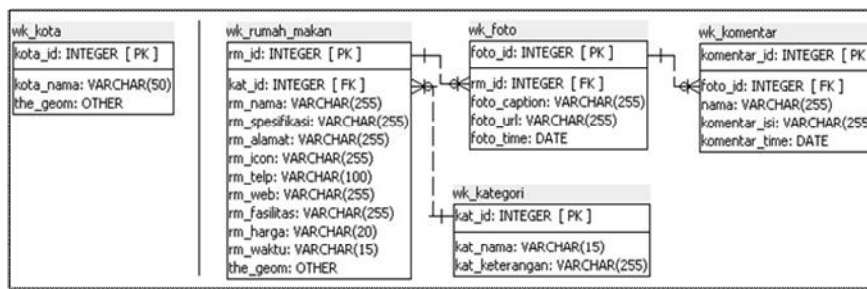 wk_kota
kota_id: INTEGER [ PK ]
kota_nama: VARCHAR(50)
the_geom: OTHER
wk_rumah_makan
rm_id: INTEGER [ PK ]
kat_id: INTEGER [ FK ]
rm_nama: VARCHAR(255)
rm_spesifikasi: VARCHAR(255)
rm_alamat: VARCHAR(255)
rm_icon: VARCHAR(255)
rm_telp: VARCHAR(100)
rm_web: VARCHAR(255)
rm_fasilitas: VARCHAR(255)
rm_harga: VARCHAR(20)
rm_waktu: VARCHAR(15)
the_geom: OTHER
wk_foto
foto_id: INTEGER [ PK ]
rm_id: INTEGER [ FK ]
foto_caption: VARCHAR(255)
foto_url: VARCHAR(255)
foto_time: DATE
wk_kategori
kat_id: INTEGER [ PK ]
kat_nama: VARCHAR(15)
kat_keterangan: VARCHAR(255)
wk_komentar
komentar_id: INTEGER [ PK
foto_id: INTEGER [ FK ]
nama: VARCHAR(255)
komentar_isi: VARCHAR(255
komentar_time: DATE